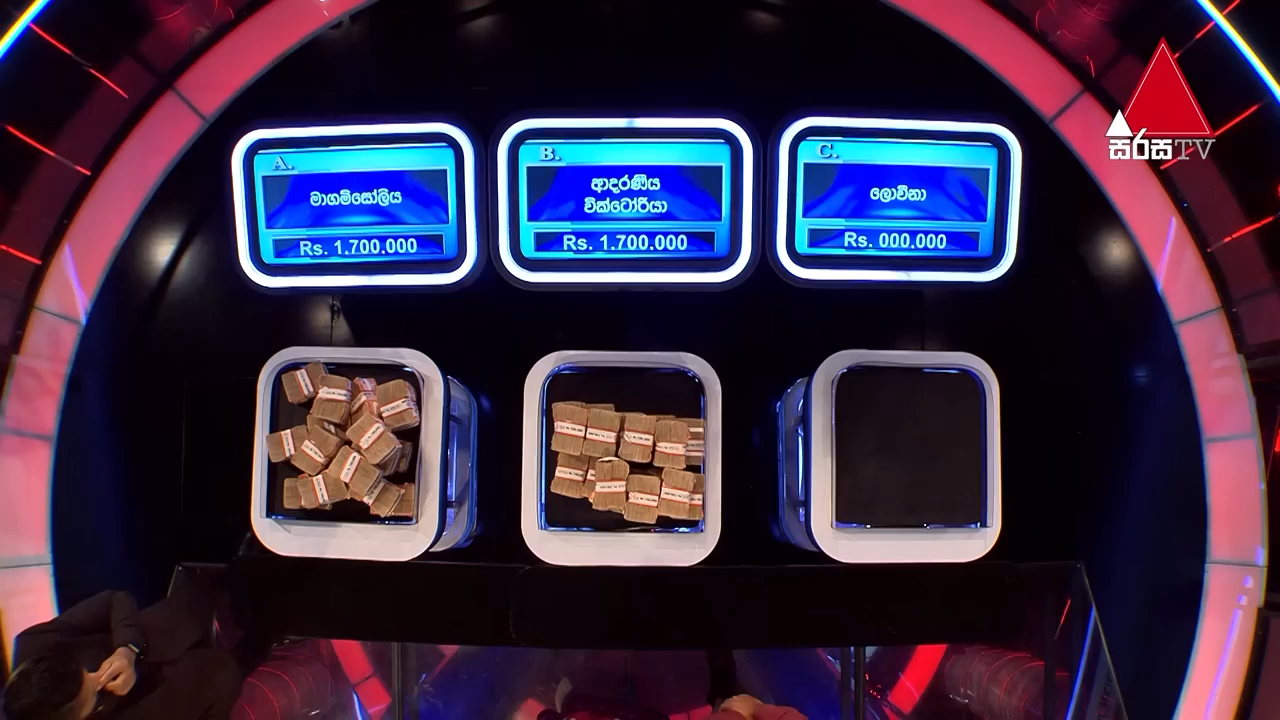 සිරස TV
A.
මාගම්සෝලිය
Rs. 1,700,000
B.
ආදරණීය
වික්ටෝරියා
Rs. 1,700,000
C.
ලොවීනා
Rs. 000,000